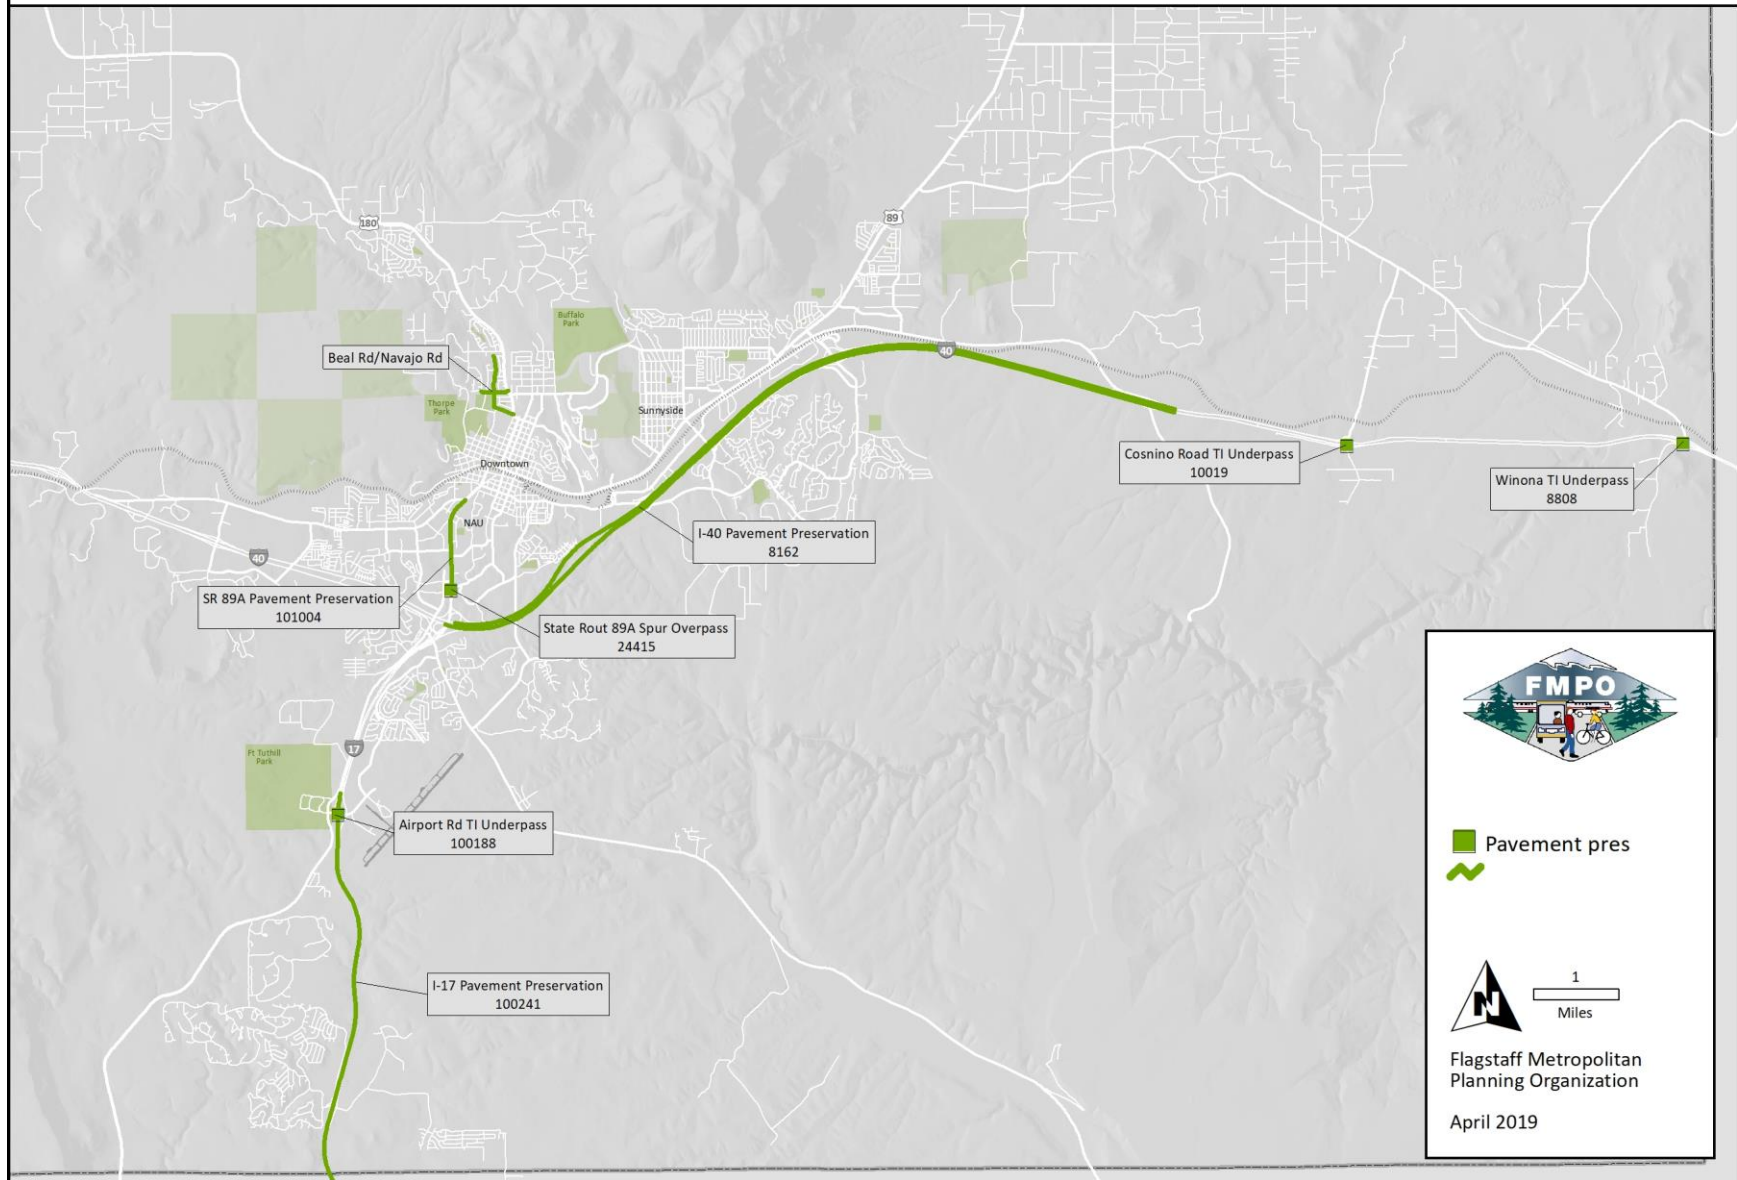 180
89
Buffalo
Park
Beal Rd/Navajo Rd
40
Thorpe
Park
Sunnyside
Downtown
Cosnino Road TI Underpass
10019
Winona TI Underpass
8808
NAU
I-40 Pavement Preservation
8162
40
SR 89A Pavement Preservation
101004
State Rout 89A Spur Overpass
24415
17
Ft Tuthill
Park
Airport Rd TI Underpass
100188
I-17 Pavement Preservation
100241
FMPO
Pavement pres
N
1
Miles
Flagstaff Metropolitan
Planning Organization
April 2019